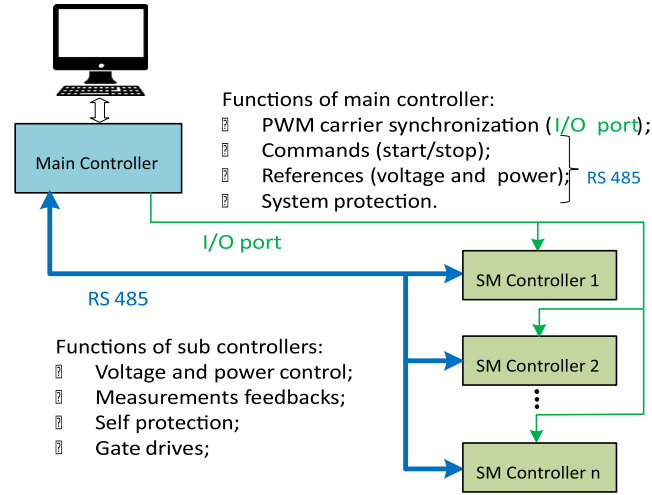 Functions of main controller:
PWM carrier synchronization (I/O port);
Commands (start/stop);
References (voltage and power);
System protection.
RS 485
Main Controller
I/O port
RS 485
SM Controller 1
Functions of sub controllers:
Voltage and power control;
Measurements feedbacks;
Self protection;
Gate drives;
SM Controller 2
SM Controller n